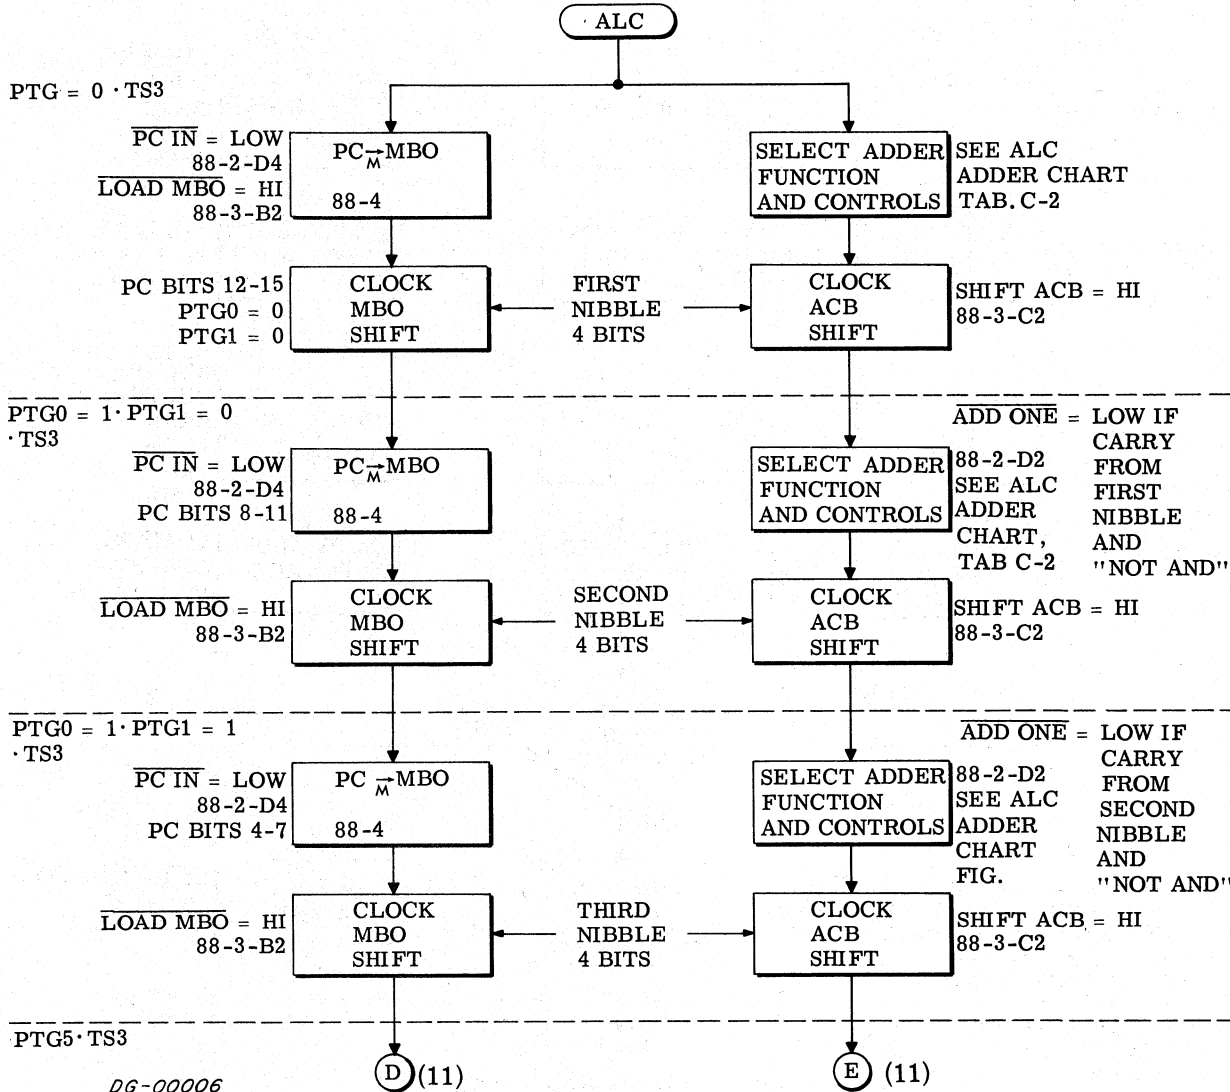 ALC
PTG = 0 · TS3
PC IN = LOW
88-2-D4
LOAD MBO = HI
88-3-B2
PC → MBO
M
88-4
SELECT ADDER
FUNCTION
AND CONTROLS
SEE ALC
ADDER CHART
TAB. C-2
PC BITS 12-15
PTG0 = 0
PTG1 = 0
CLOCK
MBO
SHIFT
FIRST
NIBBLE
4 BITS
CLOCK
ACB
SHIFT
SHIFT ACB = HI
88-3-C2
PTG0 = 1 · PTG1 = 0
· TS3
PC IN = LOW
88-2-D4
PC BITS 8-11
PC → MBO
M
88-4
SELECT ADDER
FUNCTION
AND CONTROLS
ADD ONE = LOW IF
CARRY
FROM
FIRST
NIBBLE
AND
"NOT AND"
88-2-D2
SEE ALC
ADDER
CHART,
TAB C-2
LOAD MBO = HI
88-3-B2
CLOCK
MBO
SHIFT
SECOND
NIBBLE
4 BITS
CLOCK
ACB
SHIFT
SHIFT ACB = HI
88-3-C2
PTG0 = 1 · PTG1 = 1
· TS3
PC IN = LOW
88-2-D4
PC BITS 4-7
PC → MBO
M
88-4
SELECT ADDER
FUNCTION
AND CONTROLS
ADD ONE = LOW IF
CARRY
FROM
SECOND
NIBBLE
AND
"NOT AND"
88-2-D2
SEE ALC
ADDER
CHART
FIG.
LOAD MBO = HI
88-3-B2
CLOCK
MBO
SHIFT
THIRD
NIBBLE
4 BITS
CLOCK
ACB
SHIFT
SHIFT ACB = HI
88-3-C2
PTG5 · TS3
D (11)
E (11)
DG-00006